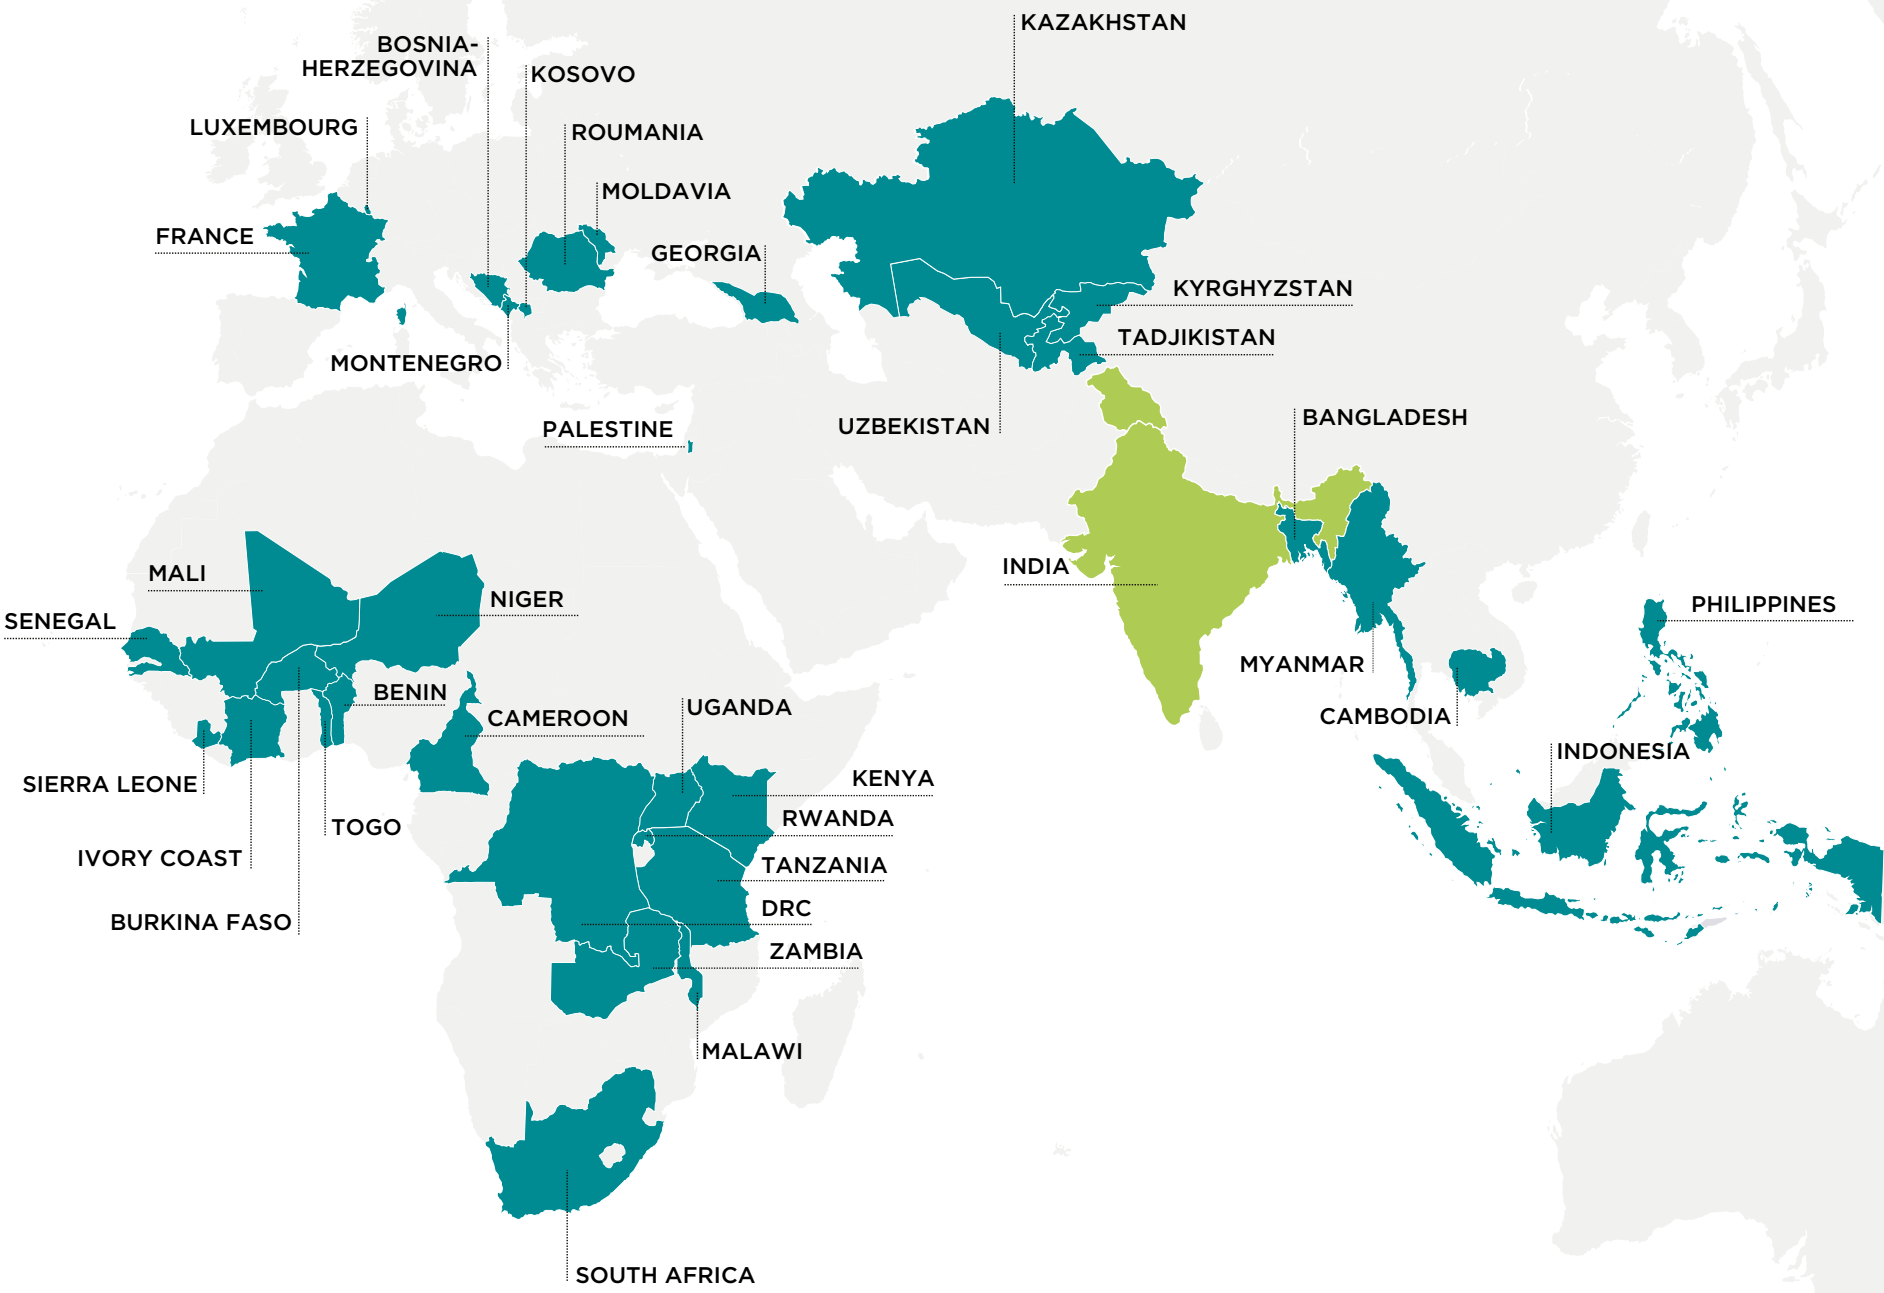 KAZAKHSTAN
BOSNIA-
HERZEGOVINA
KOSOVO
LUXEMBOURG
ROUMANIA
MOLDAVIA
FRANCE
GEORGIA
KYRGHYZSTAN
TADJIKISTAN
MONTENEGRO
UZBEKISTAN
BANGLADESH
PALESTINE
INDIA
MALI
NIGER
SENEGAL
PHILIPPINES
MYANMAR
BENIN
UGANDA
CAMEROON
CAMBODIA
INDONESIA
KENYA
SIERRA LEONE
RWANDA
TOGO
IVORY COAST
TANZANIA
DRC
BURKINA FASO
ZAMBIA
MALAWI
SOUTH AFRICA